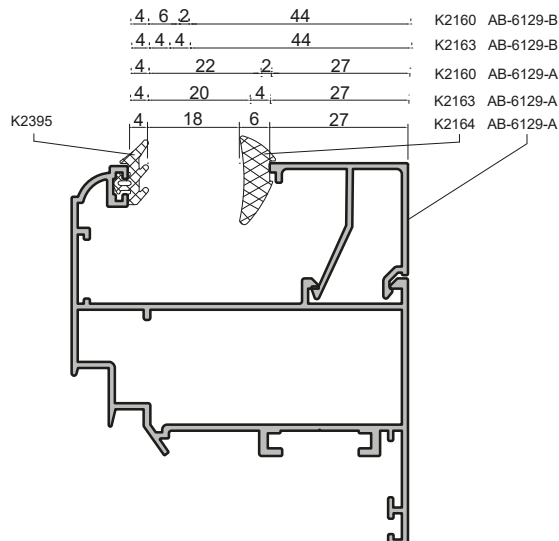 4 6 2 44 K2160 AB-6129-B
4 4 4 44 K2163 AB-6129-B
4 22 2 27 K2160 AB-6129-A
4 20 4 27 K2163 AB-6129-A
K2395 4 18 6 27 K2164 AB-6129-A